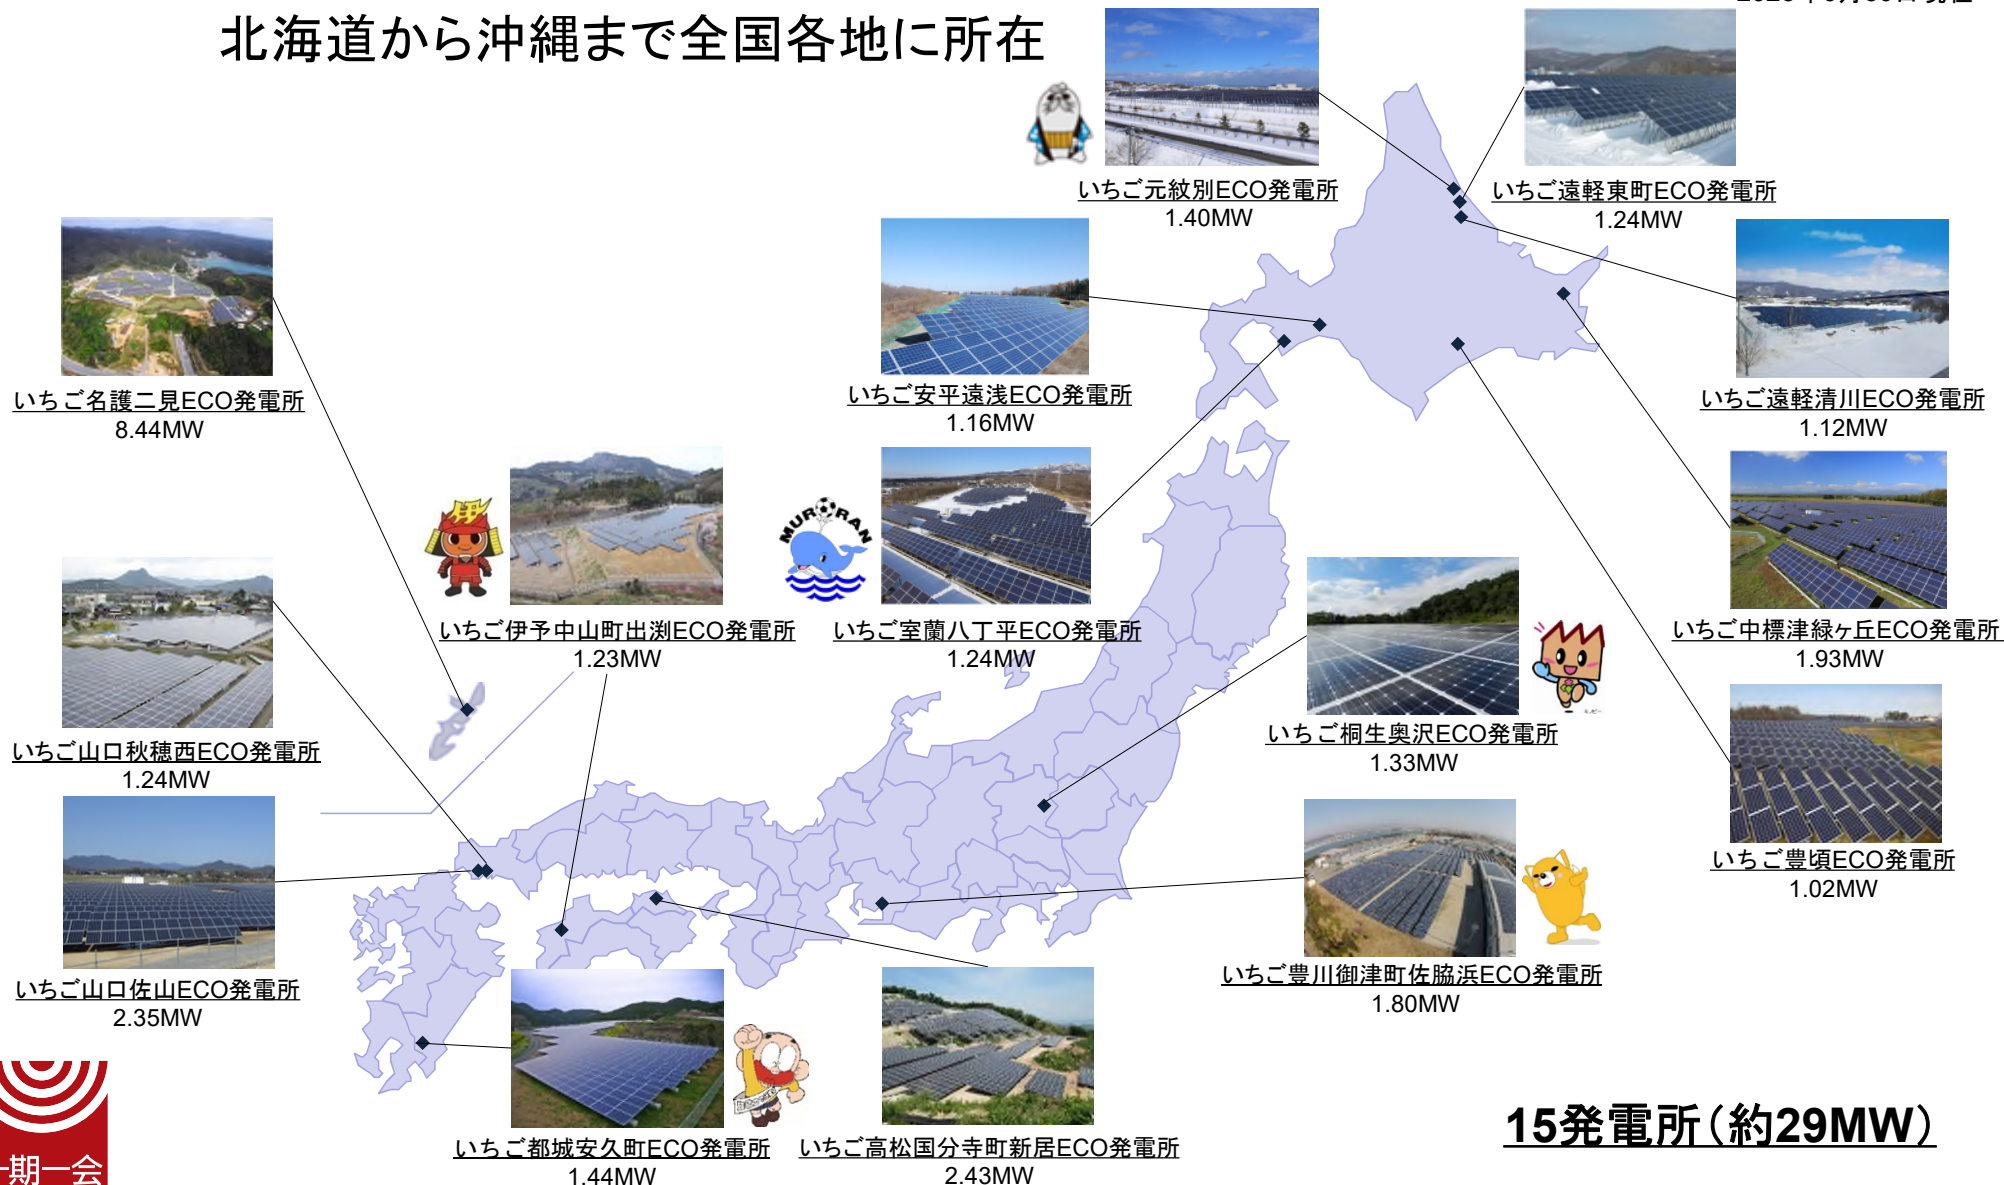 北海道から沖縄まで全国各地に所在
いちご元紋別ECO発電所
1.40MW
いちご遠軽東町ECO発電所
1.24MW
いちご遠軽清川ECO発電所
1.12MW
いちご安平遠浅ECO発電所
1.16MW
いちご名護二見ECO発電所
8.44MW
MURORAN
いちご伊予中山町出渕ECO発電所
1.23MW
いちご室蘭八丁平ECO発電所
1.24MW
いちご中標津緑ヶ丘ECO発電所
1.93MW
いちご山口秋穂西ECO発電所
1.24MW
いちご桐生奥沢ECO発電所
1.33MW
いちご豊頃ECO発電所
1.02MW
いちご山口佐山ECO発電所
2.35MW
いちご豊川御津町佐脇浜ECO発電所
1.80MW
いちご都城安久町ECO発電所
1.44MW
いちご高松国分寺町新居ECO発電所
2.43MW
15発電所（約29MW）
一期一会